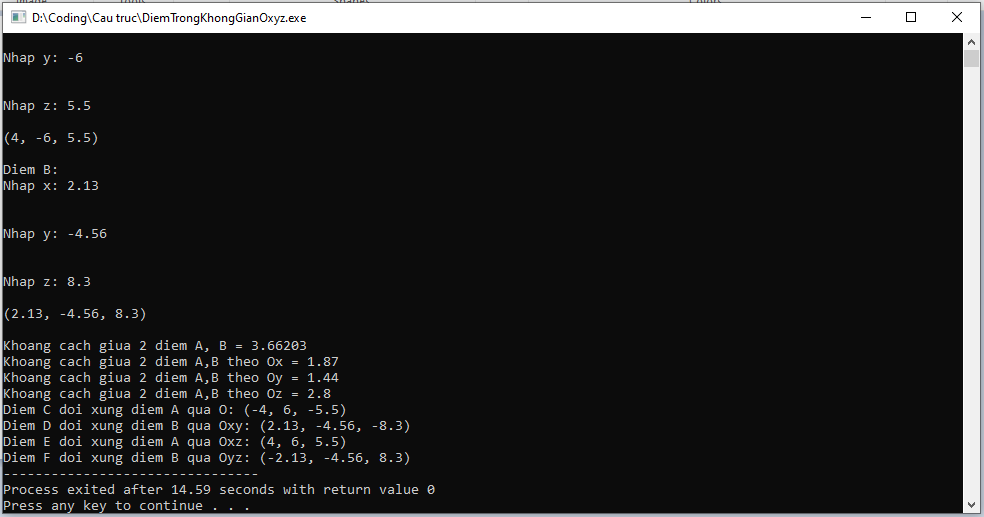 D:\Coding\Cau truc\DiemTrongKhongGianOxyz.exe
Nhap y: -6
Nhap z: 5.5
(4, -6, 5.5)
Diem B:
Nhap x: 2.13
Nhap y: -4.56
Nhap z: 8.3
(2.13, -4.56, 8.3)
Khoang cach giua 2 diem A, B = 3.66203
Khoang cach giua 2 diem A,B theo Ox = 1.87
Khoang cach giua 2 diem A,B theo Oy = 1.44
Khoang cach giua 2 diem A,B theo Oz = 2.8
Diem C doi xung diem A qua O: (-4, 6, -5.5)
Diem D doi xung diem B qua Oxy: (2.13, -4.56, -8.3)
Diem E doi xung diem A qua Oxz: (4, 6, 5.5)
Diem F doi xung diem B qua Oyz: (-2.13, -4.56, 8.3)
--------------------------------
Process exited after 14.59 seconds with return value 0
Press any key to continue . . .